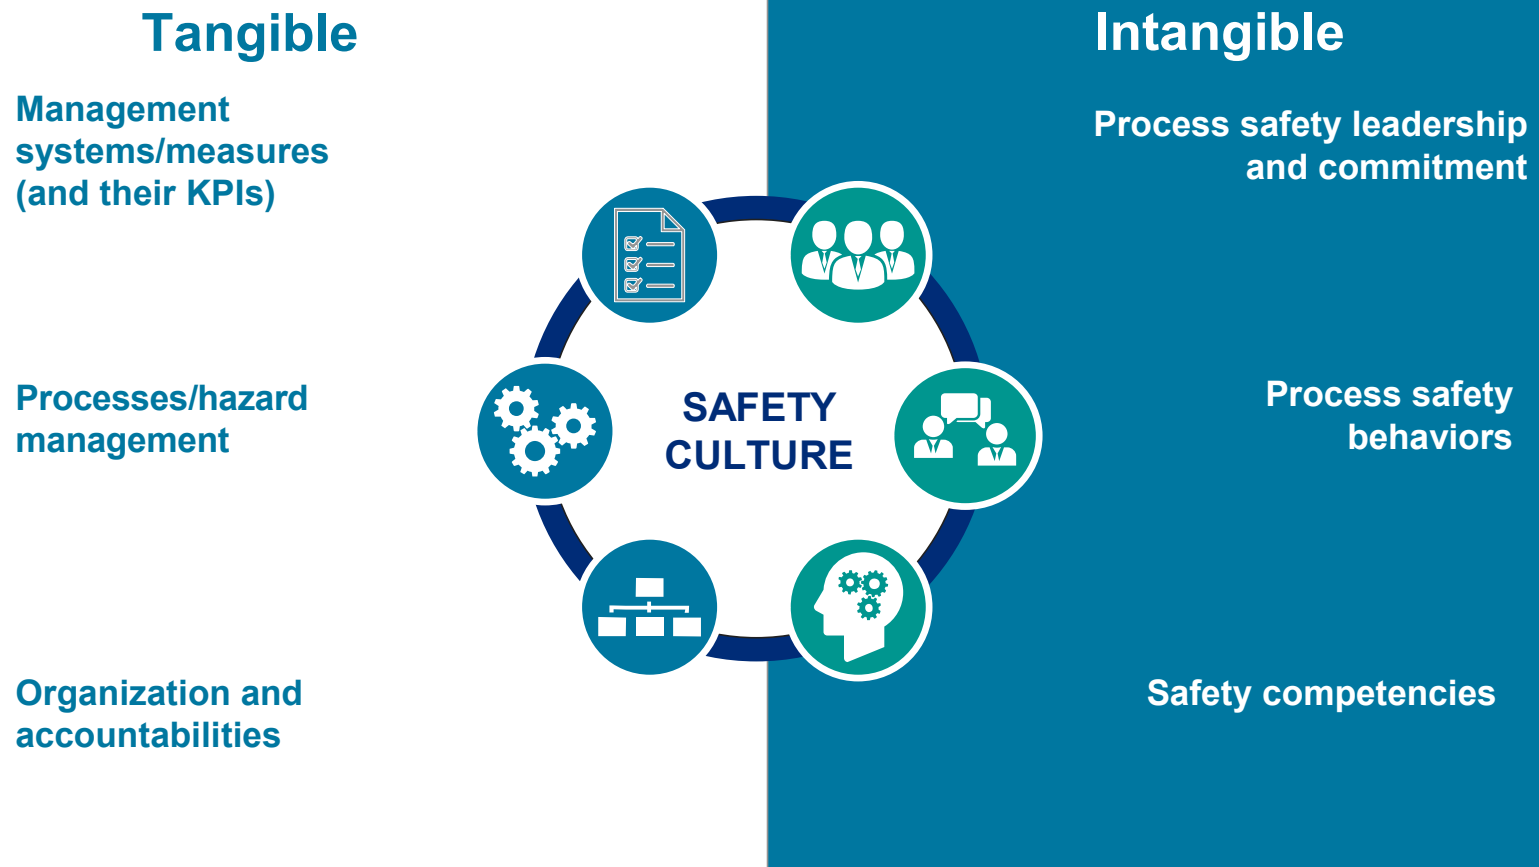 Tangible
Management
systems/measures
(and their KPIs)
Processes/hazard
management
Organization and
accountabilities
SAFETY
CULTURE
Intangible
Process safety leadership
and commitment
Process safety
behaviors
Safety competencies